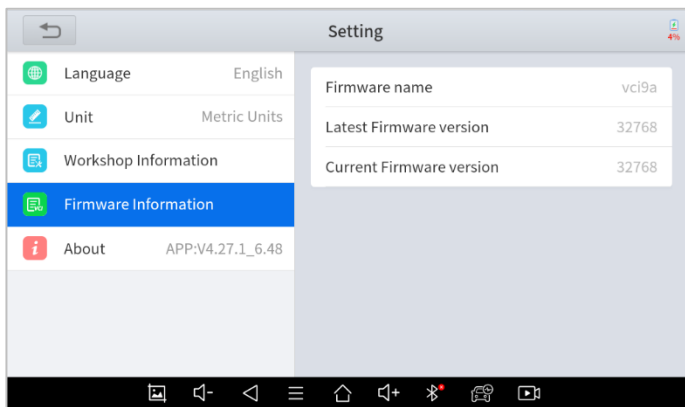 Setting
4%
Language English
Unit Metric Units
Workshop Information
Firmware Information
About APP:V4.27.1_6.48
Firmware name vci9a
Latest Firmware version 32768
Current Firmware version 32768